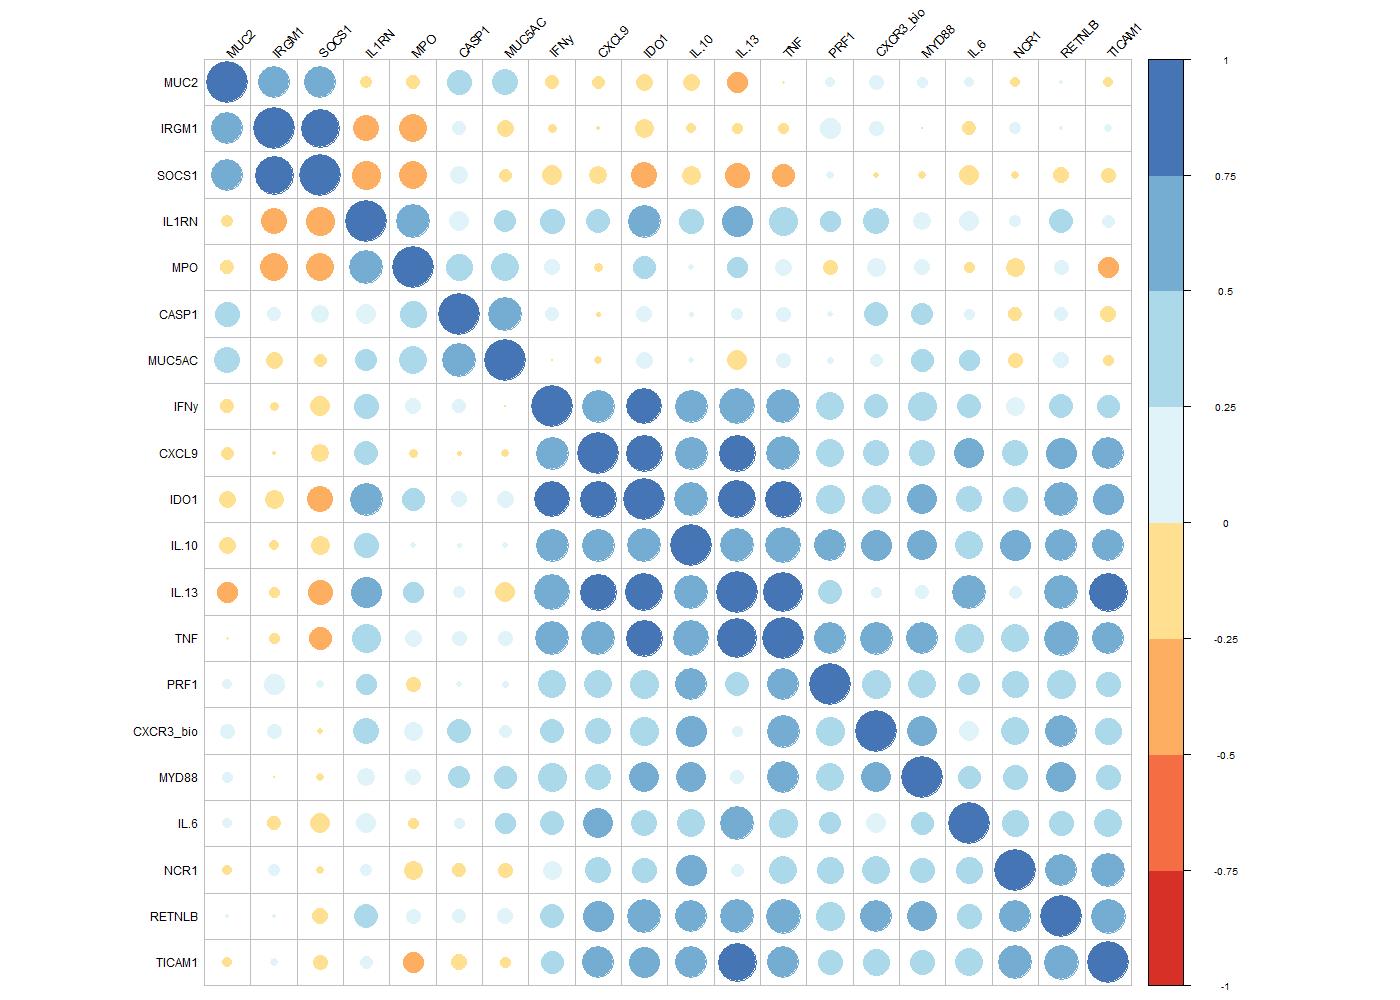 MUC2 IRGM1 SOCS1 IL1RN MPO CASP1 MUC5AC IFNy CXCL9 IDO1 IL.10 IL.13 TNF PRF1 CXCR3_bio MYD88 IL.6 NCR1 RETNLB TICAM1
1
MUC2
IRGM1
SOCS1
0.75
IL1RN
MPO
0.5
CASP1
MUC5AC
IFNy
0.25
CXCL9
IDO1
0
IL.10
IL.13
TNF
-0.25
PRF1
CXCR3_bio
-0.5
MYD88
IL.6
NCR1
-0.75
RETNLB
TICAM1
-1